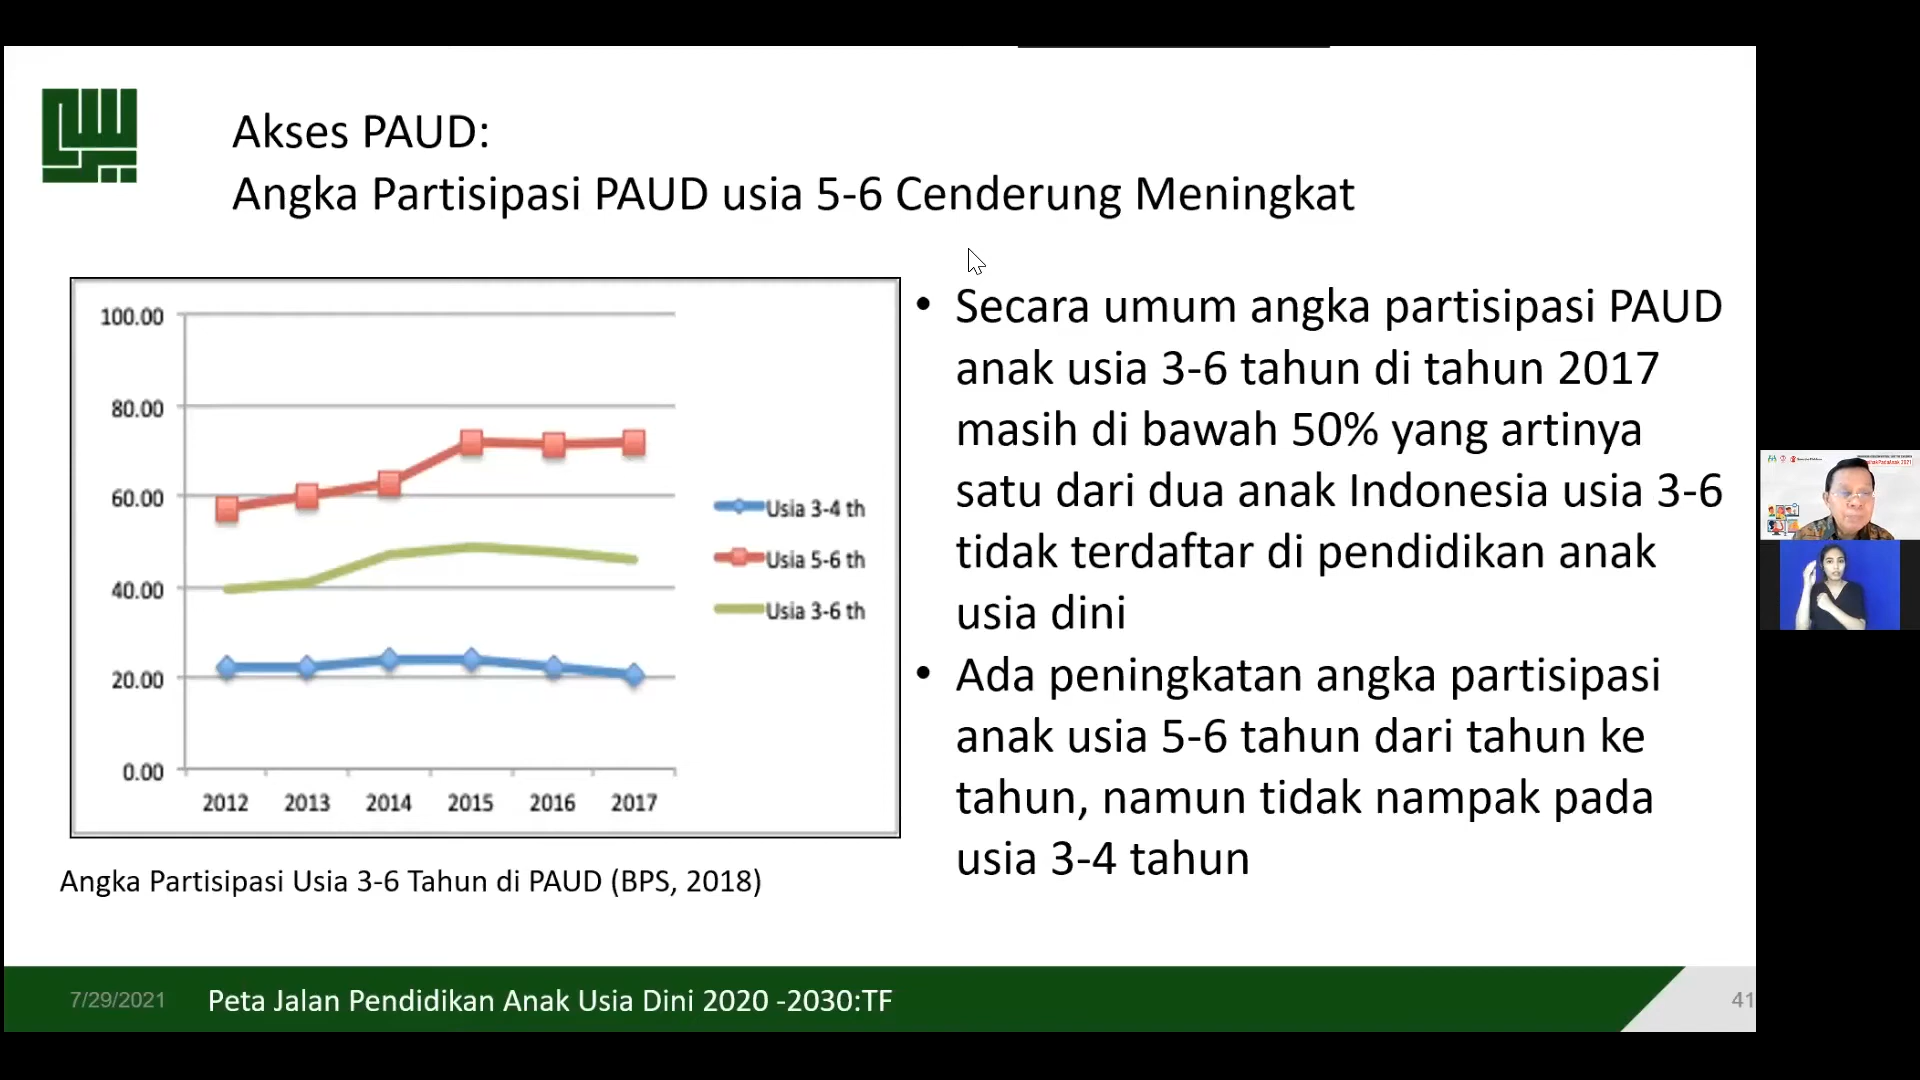 Akses PAUD:
Angka Partisipasi PAUD usia 5-6 Cenderung Meningkat
100.00
80.00
60.00
40.00
20.00
0.00
2012 2013 2014 2015 2016 2017
Usia 3-4 th
Usia 5-6 th
Usia 3-6 th
Angka Partisipasi Usia 3-6 Tahun di PAUD (BPS, 2018)
• Secara umum angka partisipasi PAUD
anak usia 3-6 tahun di tahun 2017
masih di bawah 50% yang artinya
satu dari dua anak Indonesia usia 3-6
tidak terdaftar di pendidikan anak
usia dini
• Ada peningkatan angka partisipasi
anak usia 5-6 tahun dari tahun ke
tahun, namun tidak nampak pada
usia 3-4 tahun
7/29/2021
Peta Jalan Pendidikan Anak Usia Dini 2020 -2030:TF
41